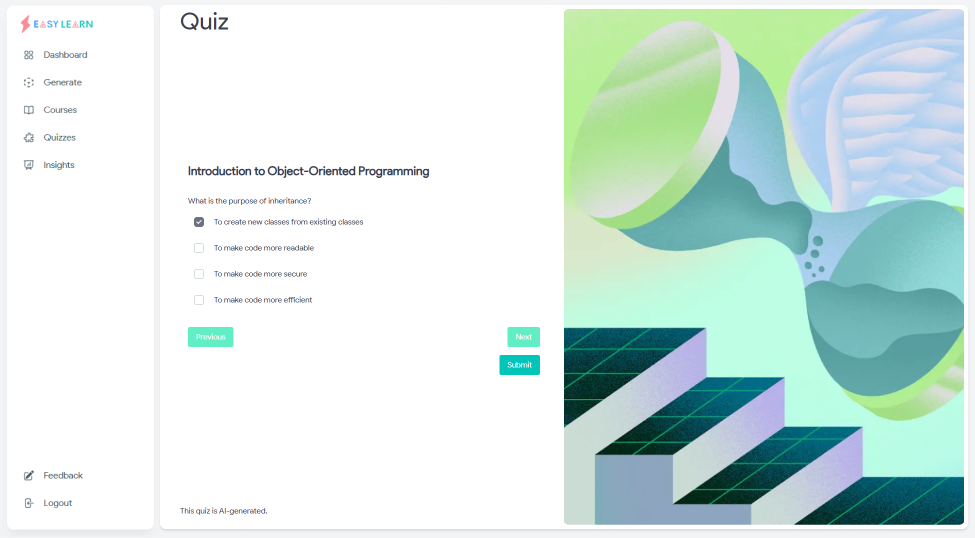 EASY LEARN
Dashboard
Generate
Courses
Quizzes
Insights
Feedback
Logout
Quiz
Introduction to Object-Oriented Programming
What is the purpose of inheritance?
To create new classes from existing classes
To make code more readable
To make code more secure
To make code more efficient
Previous
Next
Submit
This quiz is AI-generated.